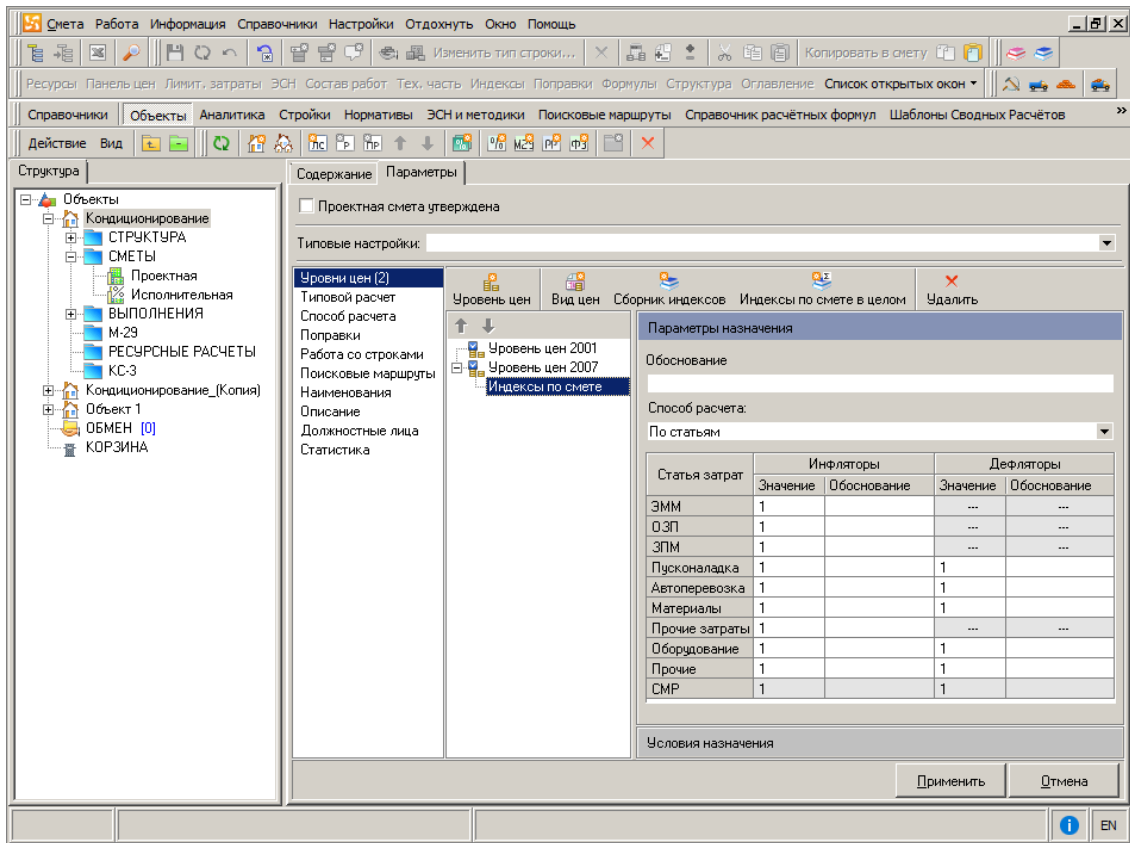 Смета Работа Информация Справочники Настройки Отдохнуть Окно Помощь
Изменить тип строки... Копировать в смету
Ресурсы Панель цен Лимит. затраты ЭСН Состав работ Тех. часть Индексы Поправки Формулы Структура Оглавление Список открытых окон
Справочники Объекты Аналитика Стройки Нормативы ЭСН и методики Поисковые маршруты Справочник расчётных формул Шаблоны Сводных Расчётов »
Действие Вид
Структура
Содержание Параметры
Объекты
Кондиционирование
СТРУКТУРА
СМЕТЫ
Проектная
Исполнительная
ВЫПОЛНЕНИЯ
М-29
РЕСУРСНЫЕ РАСЧЕТЫ
КС-3
Кондиционирование_(Копия)
Объект 1
ОБМЕН [0]
КОРЗИНА
Проектная смета утверждена
Типовые настройки:
Уровни цен (2)
Типовой расчет
Способ расчета
Поправки
Работа со строками
Поисковые маршруты
Наименования
Описание
Должностные лица
Статистика
Уровень цен Вид цен Сборник индексов Индексы по смете в целом Удалить
Уровень цен 2001
Уровень цен 2007
Индексы по смете
Параметры назначения
Обоснование
Способ расчета:
По статьям
Статья затрат Инфляторы Дефляторы
Значение Обоснование Значение Обоснование
ЭММ 1 --- ---
ОЗП 1 --- ---
ЗПМ 1 --- ---
Пусконаладка 1 1
Автоперевозка 1 1
Материалы 1 1
Прочие затраты 1 --- ---
Оборудование 1 1
Прочие 1 1
СМР 1 1
Условия назначения
Применить Отмена
EN